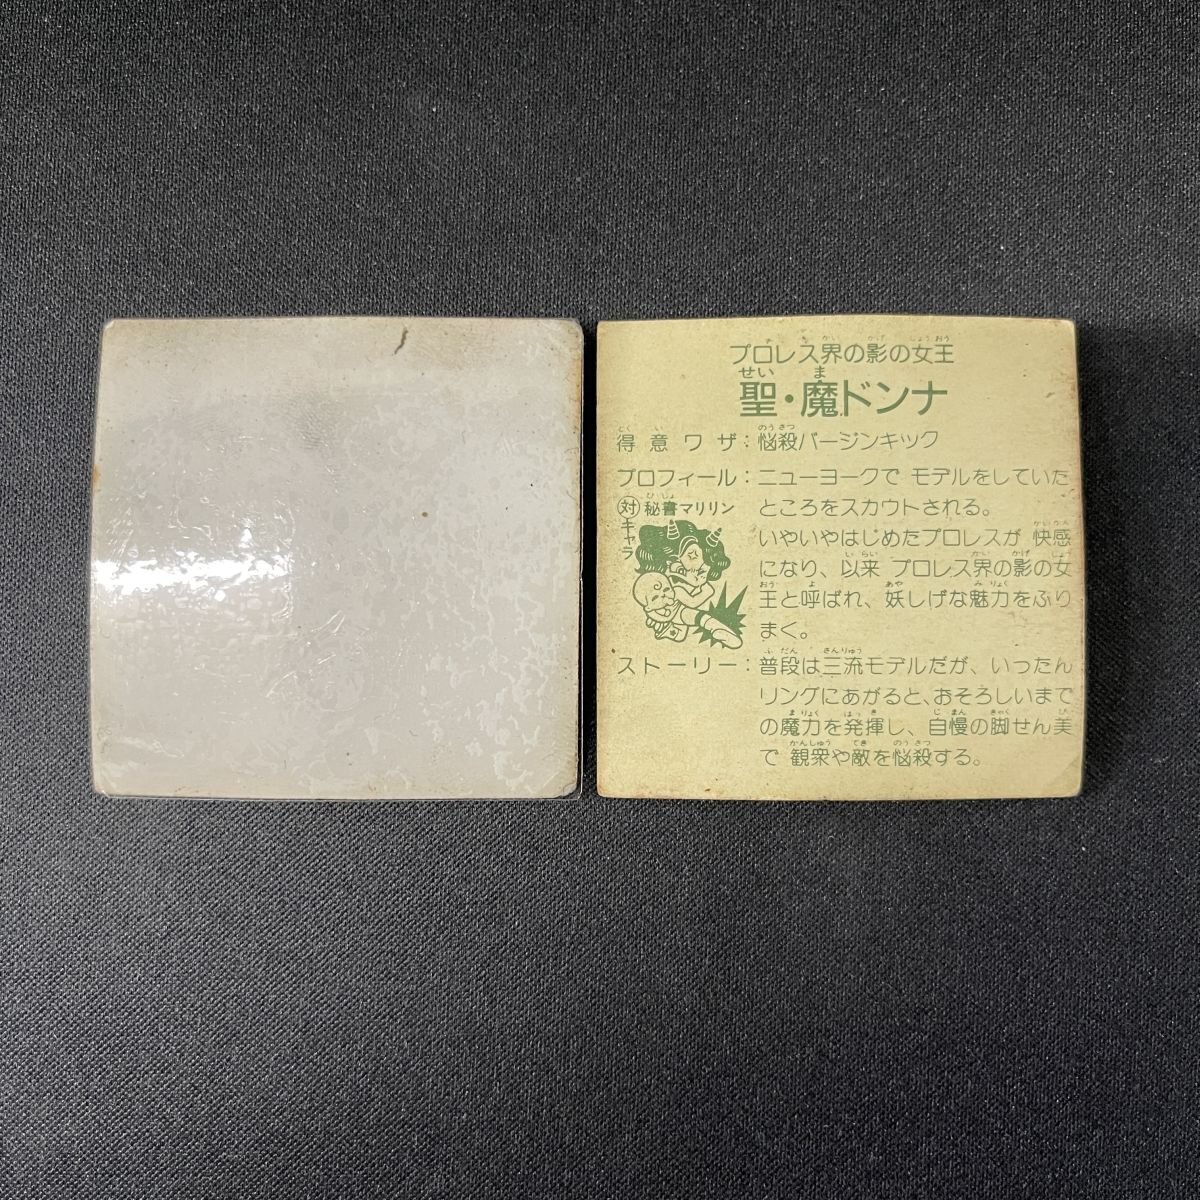 プロレス界の影の女王
聖・魔ドンナ
得意ワザ:悩殺バージンキック
プロフィール:ニューヨークで モデルをしていた
ところをスカウトされる。
いやいやはじめたプロレスが 快感
になり、以来 プロレス界の影の女
王と呼ばれ、妖しげな魅力をふり
まく。
対キャラ 秘書マリリン
ストーリー:普段は三流モデルだが、いったん
リングにあがると、おそろしいまで
の魔力を発揮し、自慢の脚せん美
で 観衆や敵を悩殺する。